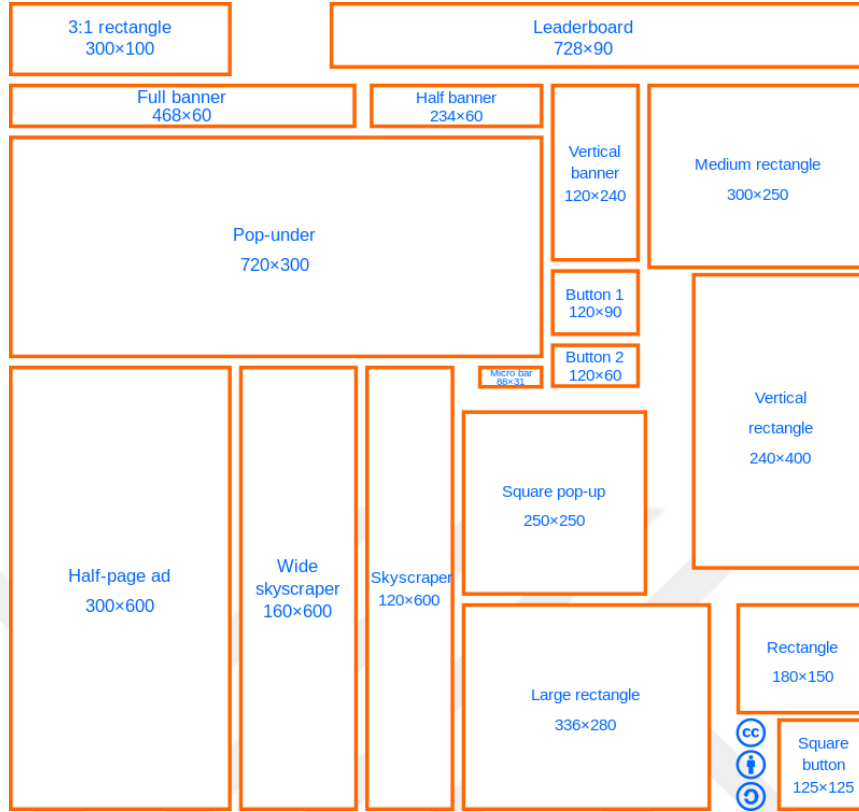 3:1 rectangle
300×100
Leaderboard
728×90
Full banner
468×60
Half banner
234×60
Vertical
banner
120×240
Medium rectangle
300×250
Pop-under
720×300
Button 1
120×90
Button 2
120×60
Micro bar
88×31
Vertical
rectangle
240×400
Square pop-up
250×250
Half-page ad
300×600
Wide
skyscraper
160×600
Skyscraper
120×600
Large rectangle
336×280
Rectangle
180×150
cc
Square
button
125×125